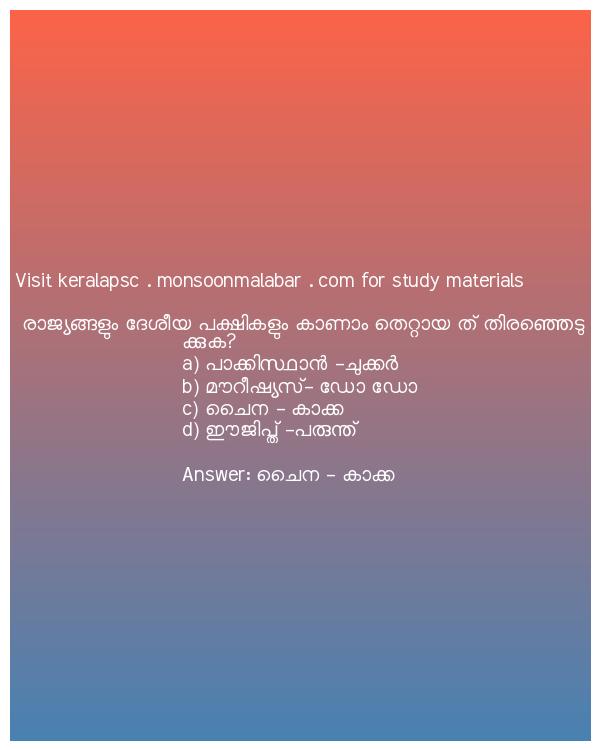 Visit keralapsc . monsoonmalabar . com for study materials
രാജ്യങ്ങളും ദേശീയ പക്ഷികളും കാണാം തെറ്റായ ത് തിരഞ്ഞെടു
ക്കുക?
a) പാക്കിസ്ഥാൻ -ചുക്കർ
b) മൗറീഷ്യസ്- ഡോ ഡോ
c) ചൈന - കാക്ക
d) ഈജിപ്ത് -പരുന്ത്
Answer: ചൈന - കാക്ക